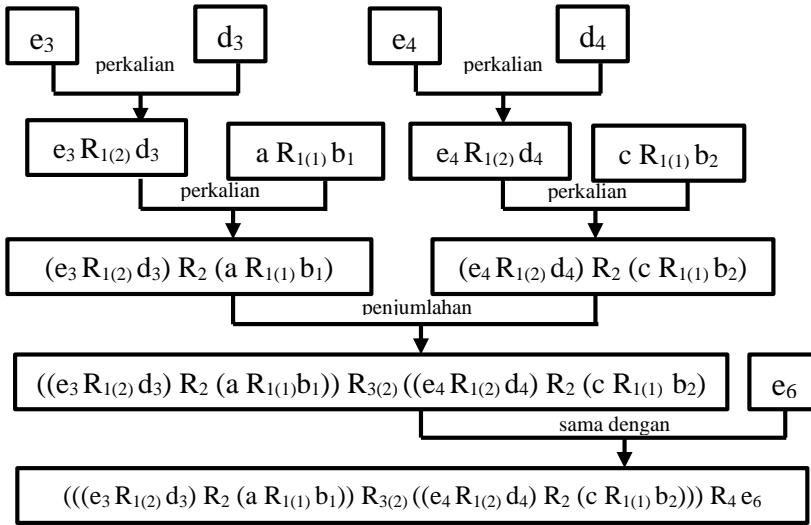 e₃ d₃ e₄ d₄
perkalian perkalian
e₃ R₁₍₂₎ d₃ a R₁₍₁₎ b₁ e₄ R₁₍₂₎ d₄ c R₁₍₁₎ b₂
perkalian perkalian
(e₃ R₁₍₂₎ d₃) R₂ (a R₁₍₁₎ b₁) (e₄ R₁₍₂₎ d₄) R₂ (c R₁₍₁₎ b₂)
penjumlahan
((e₃ R₁₍₂₎ d₃) R₂ (a R₁₍₁₎b₁)) R₃₍₂₎ ((e₄ R₁₍₂₎ d₄) R₂ (c R₁₍₁₎ b₂) e₆
sama dengan
(((e₃ R₁₍₂₎ d₃) R₂ (a R₁₍₁₎ b₁)) R₃₍₂₎ ((e₄ R₁₍₂₎ d₄) R₂ (c R₁₍₁₎ b₂))) R₄ e₆